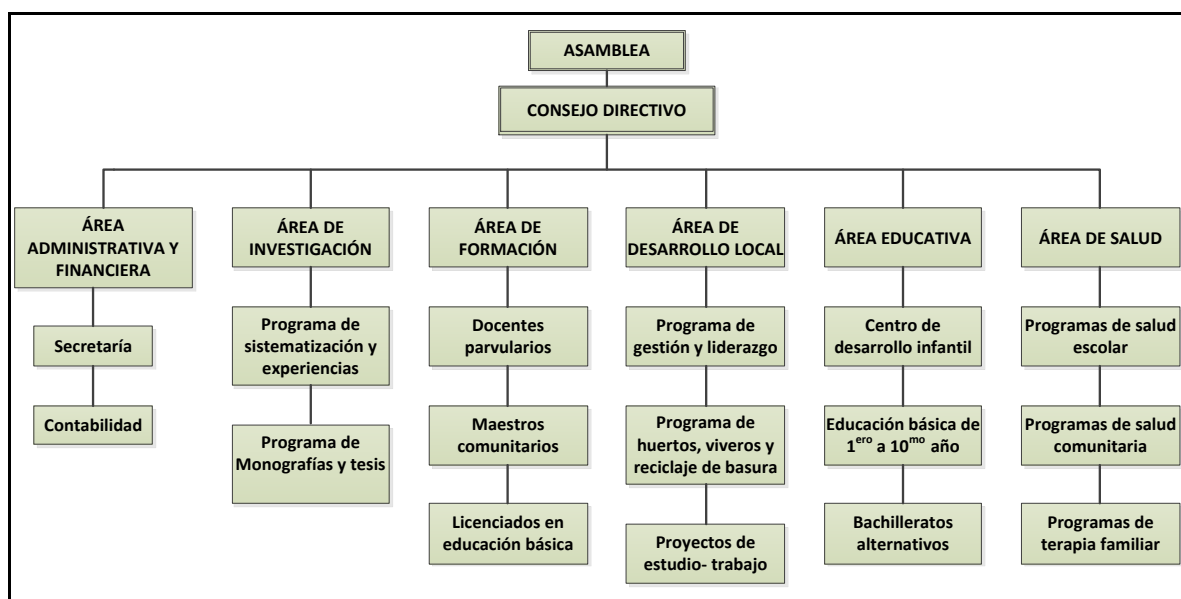 ASAMBLEA
CONSEJO DIRECTIVO
ÁREA
ADMINISTRATIVA Y
FINANCIERA
Secretaría
Contabilidad
ÁREA DE
INVESTIGACIÓN
Programa de
sistematización y
experiencias
Programa de
Monografías y tesis
ÁREA DE
FORMACIÓN
Docentes
parvularios
Maestros
comunitarios
Licenciados en
educación básica
ÁREA DE
DESARROLLO LOCAL
Programa de
gestión y liderazgo
Programa de
huertos, viveros y
reciclaje de basura
Proyectos de
estudio- trabajo
ÁREA EDUCATIVA
Centro de
desarrollo infantil
Educación básica de
1ero a 10mo año
Bachilleratos
alternativos
ÁREA DE SALUD
Programas de salud
escolar
Programas de salud
comunitaria
Programas de
terapia familiar